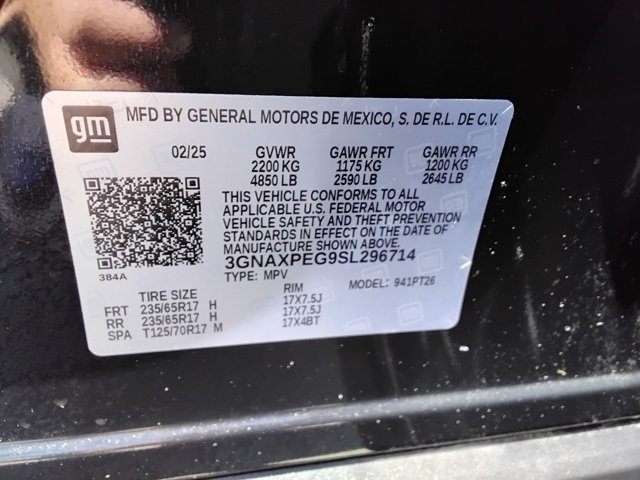 gm
MFD BY GENERAL MOTORS DE MEXICO, S. DE R.L. DE C.V.
02/25 GVWR GAWR FRT GAWR RR
2200 KG 1175KG 1200 KG
4850 LB 2590 LB 2645 LB
THIS VEHICLE CONFORMS TO ALL
APPLICABLE U.S. FEDERAL MOTOR
VEHICLE SAFETY AND THEFT PREVENTION
STANDARDS IN EFFECT ON THE DATE OF
MANUFACTURE SHOWN ABOVE.
3GNAXPEG9SL296714
384A TYPE: MPV MODEL: 941PT26
TIRE SIZE RIM
FRT 235/65R17 H 17X7.5J
RR 235/65R17 H 17X7.5J
SPA T125/70R17 M 17X4BT